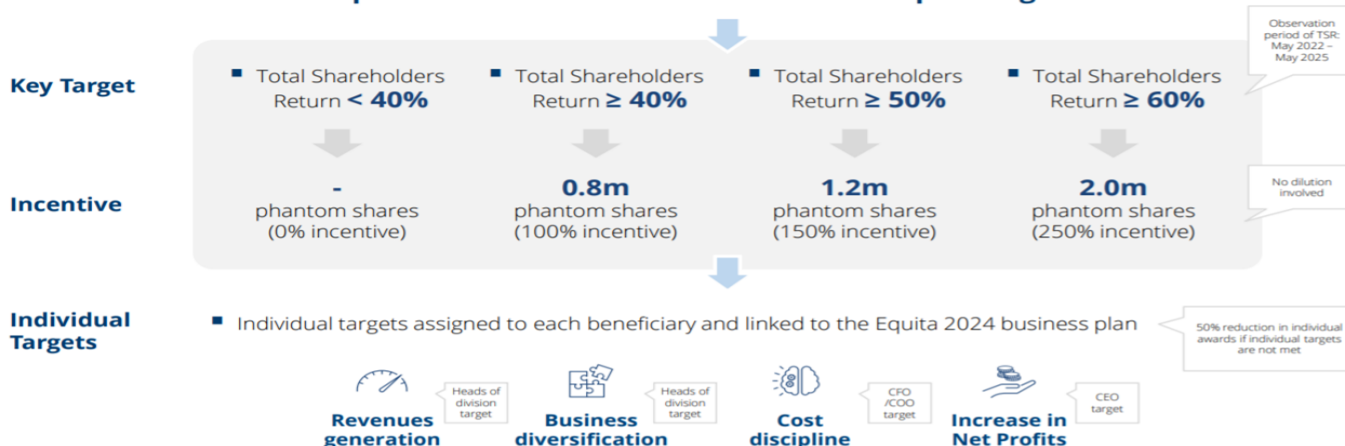 Observation
period of TSR:
May 2022 –
May 2025
Key Target
▪ Total Shareholders
Return < 40%
▪ Total Shareholders
Return ≥ 40%
▪ Total Shareholders
Return ≥ 50%
▪ Total Shareholders
Return ≥ 60%
Incentive
-
phantom shares
(0% incentive)
0.8m
phantom shares
(100% incentive)
1.2m
phantom shares
(150% incentive)
2.0m
phantom shares
(250% incentive)
No dilution
involved
Individual
Targets
▪ Individual targets assigned to each beneficiary and linked to the Equita 2024 business plan
50% reduction in individual
awards if individual targets
are not met
Revenues
generation
Heads of
division
target
Business
diversification
Heads of
division
target
Cost
discipline
CFO
/COO
target
Increase in
Net Profits
CEO
target